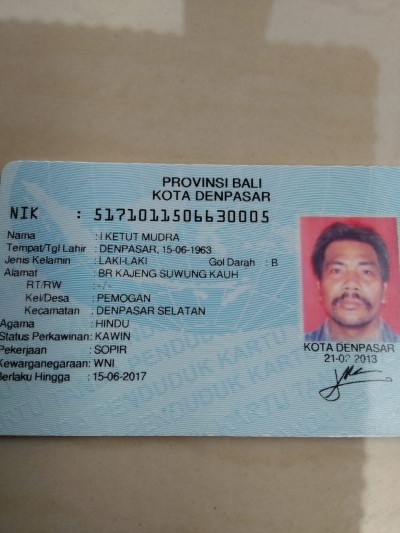 PROVINSI BALI
KOTA DENPASAR
NIK : 5171011506630005
Nama : I KETUT MUDRA
Tempat/Tgl Lahir : DENPASAR, 15-06-1963
Jenis Kelamin : LAKI-LAKI Gol Darah : B
Alamat : BR KAJENG SUWUNG KAUH
RT/RW : -/-
Kel/Desa : PEMOGAN
Kecamatan : DENPASAR SELATAN
Agama : HINDU
Status Perkawinan: KAWIN
Pekerjaan : SOPIR
Kewarganegaraan: WNI
Berlaku Hingga : 15-06-2017
KOTA DENPASAR
21-02-2013